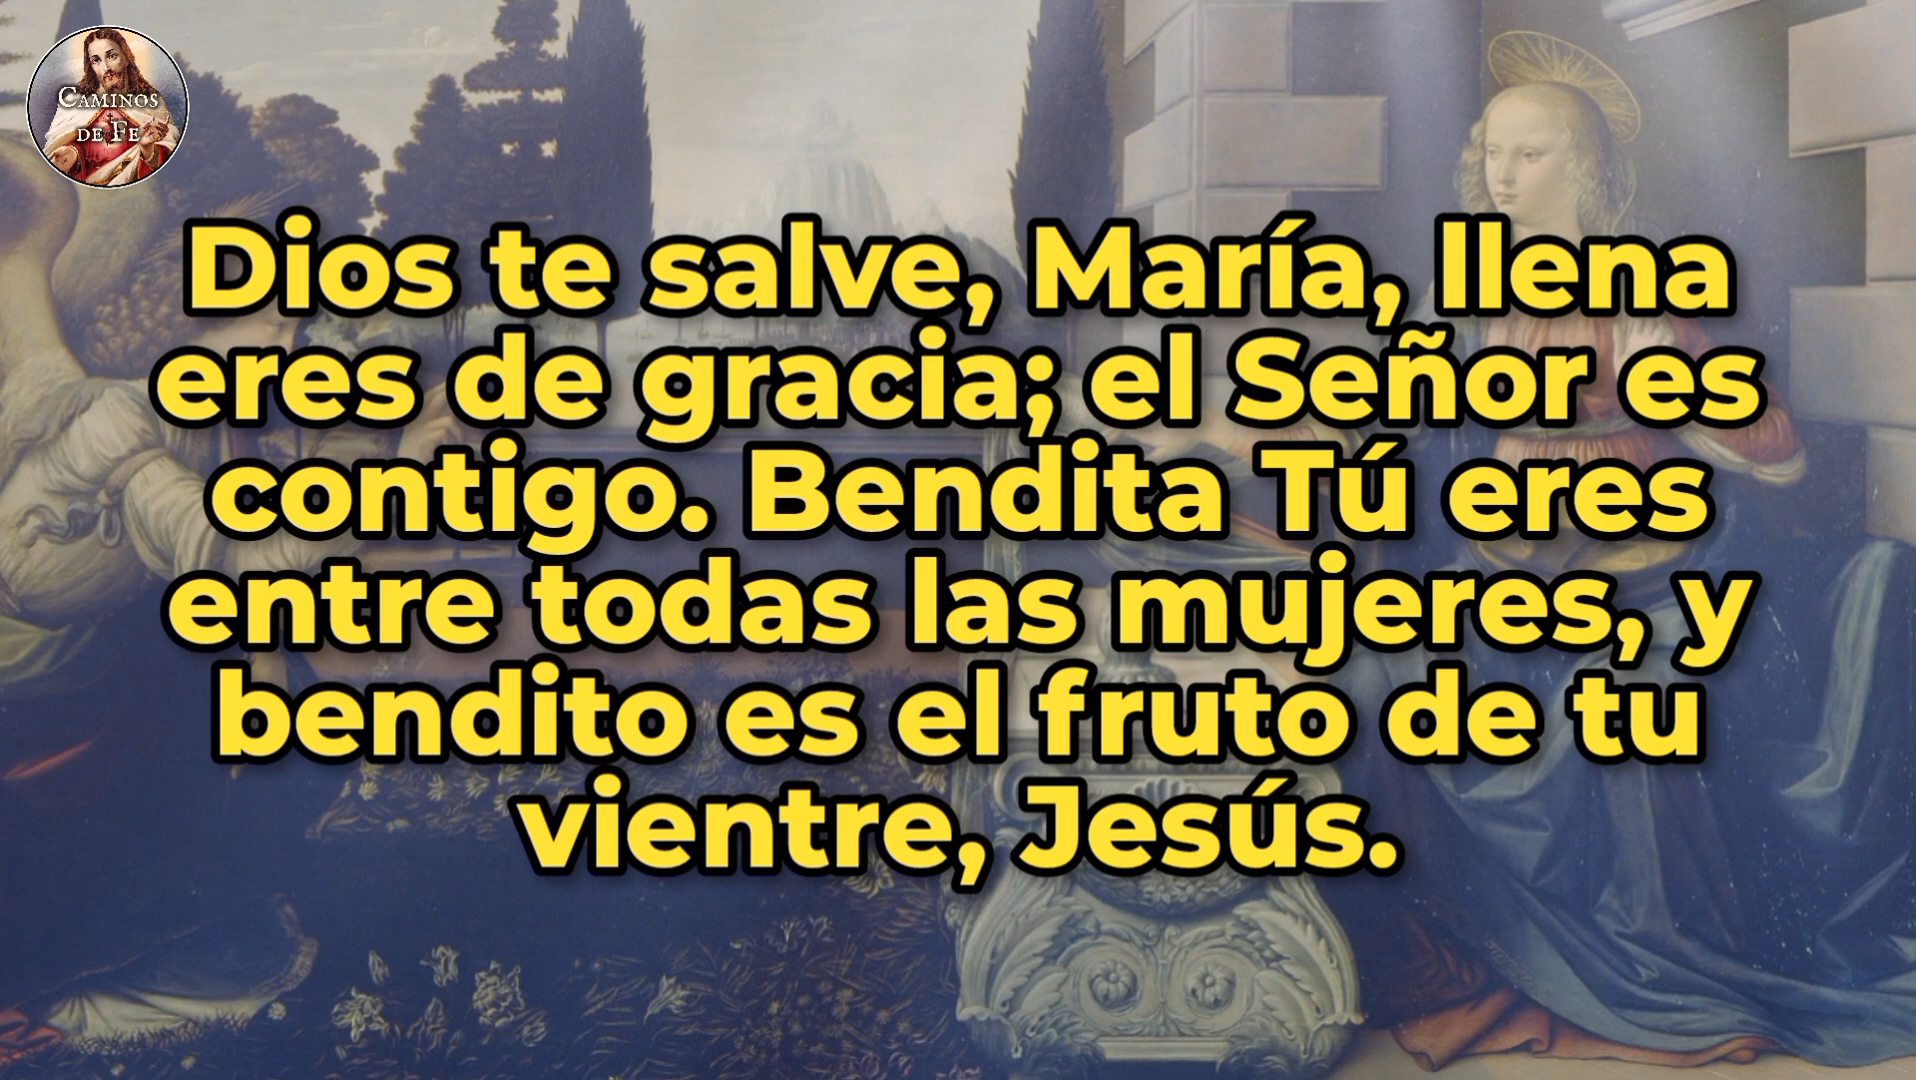 CAMINOS
DE FE
Dios te salve, María, llena
eres de gracia; el Señor es
contigo. Bendita Tú eres
entre todas las mujeres, y
bendito es el fruto de tu
vientre, Jesús.